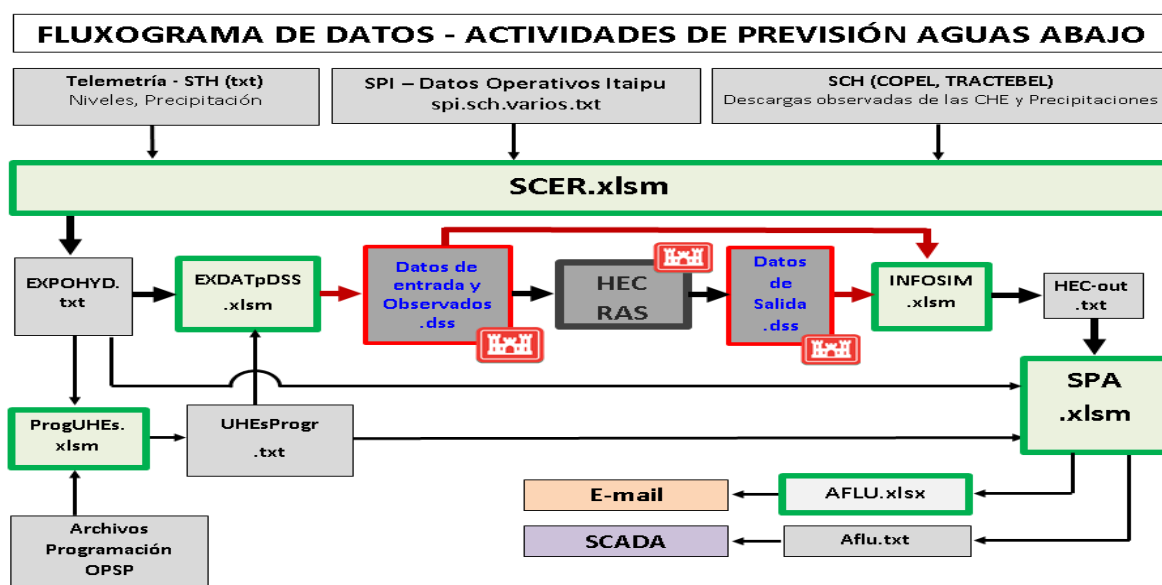 FLUXOGRAMA DE DATOS - ACTIVIDADES DE PREVISIÓN AGUAS ABAJO
Telemetría - STH (txt)
Niveles, Precipitación
SPI – Datos Operativos Itaipu
spi.sch.varios.txt
SCH (COPEL, TRACTEBEL)
Descargas observadas de las CHE y Precipitaciones
SCER.xlsm
EXPOHYD.
txt
EXDATpDSS
.xlsm
Datos de
entrada y
Observados
.dss
HEC
RAS
Datos
de
Salida
.dss
INFOSIM
.xlsm
HEC-out
.txt
SPA
.xlsm
ProgUHEs.
xlsm
UHEsProgr
.txt
Archivos
Programación
OPSP
E-mail
AFLU.xlsx
SCADA
Aflu.txt